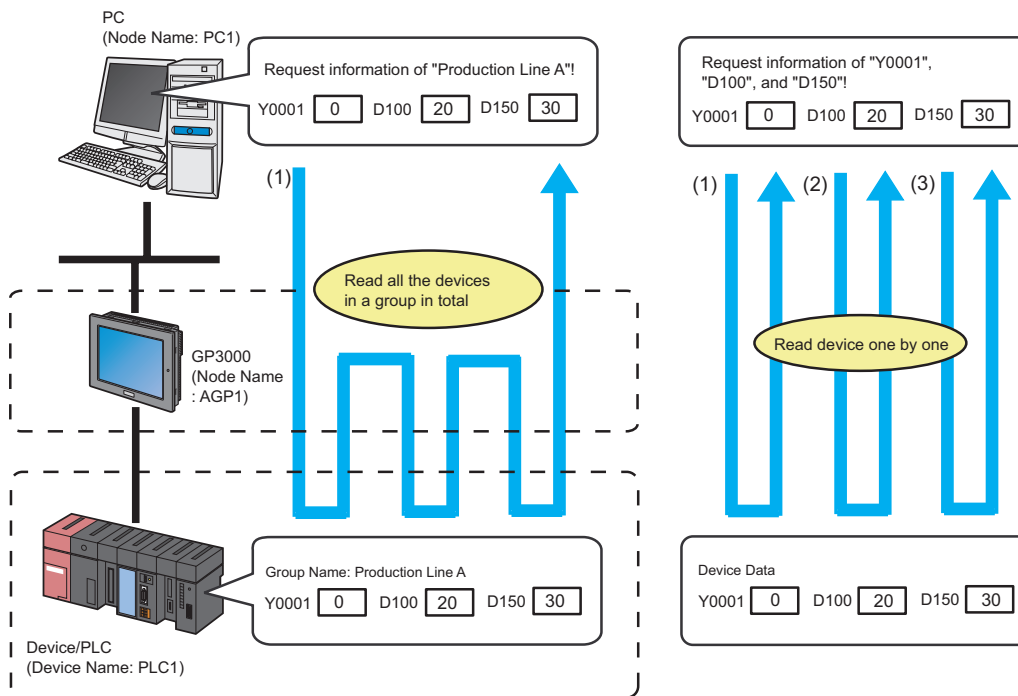 PC
(Node Name: PC1)
Request information of "Production Line A"!
Y0001 0 D100 20 D150 30
Request information of "Y0001",
"D100", and "D150"!
Y0001 0 D100 20 D150 30
(1)
(1) (2) (3)
Read all the devices
in a group in total
Read device one by one
GP3000
(Node Name
: AGP1)
Group Name: Production Line A
Y0001 0 D100 20 D150 30
Device Data
Y0001 0 D100 20 D150 30
Device/PLC
(Device Name: PLC1)